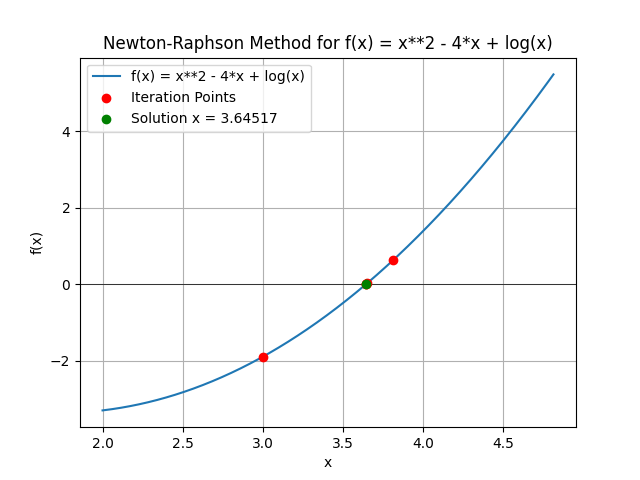 Newton-Raphson Method for f(x) = x**2 - 4*x + log(x)
f(x) = x**2 - 4*x + log(x)
Iteration Points
Solution x = 3.64517
f(x)
4
2
0
−2
2.0 2.5 3.0 3.5 4.0 4.5
x